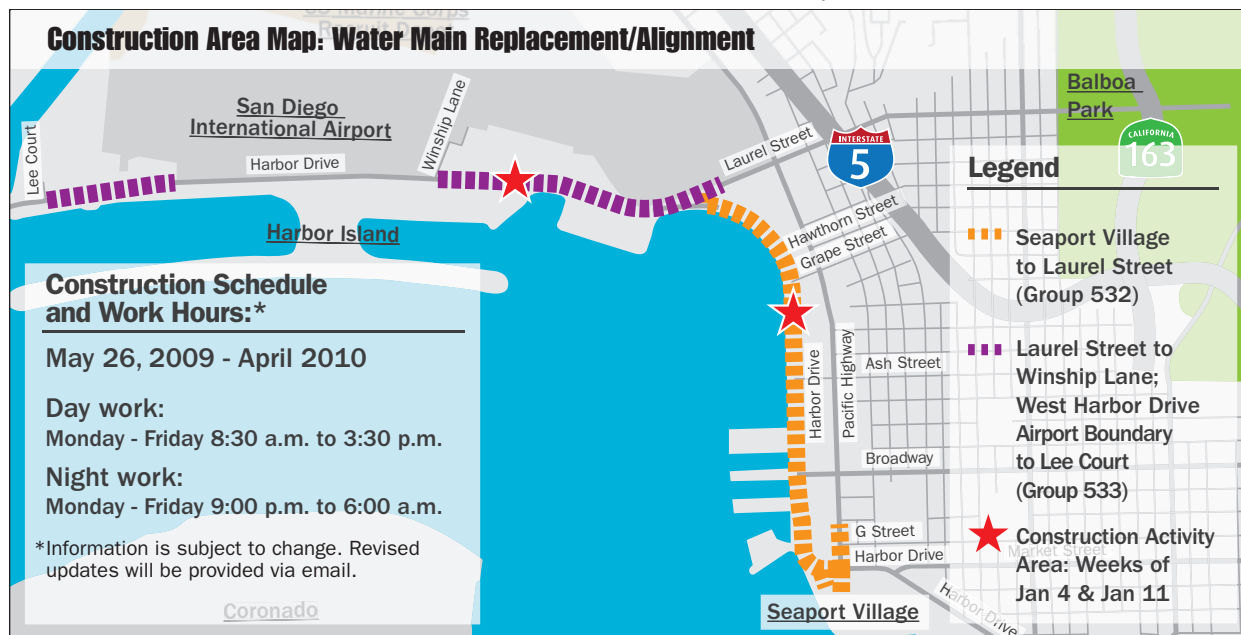 Construction Area Map: Water Main Replacement/Alignment
San Diego
International Airport
Winship Lane
Lee Court
Harbor Drive
Laurel Street
INTERSTATE
5
Balboa
Park
CALIFORNIA
163
Harbor Island
Hawthorn Street
Grape Street
Harbor Drive
Pacific Highway
Ash Street
Broadway
G Street
Harbor Drive
Market Street
Harbor Drive
Seaport Village
Coronado
Construction Schedule
and Work Hours:*
May 26, 2009 - April 2010
Day work:
Monday - Friday 8:30 a.m. to 3:30 p.m.
Night work:
Monday - Friday 9:00 p.m. to 6:00 a.m.
*Information is subject to change. Revised
updates will be provided via email.
Legend
Seaport Village
to Laurel Street
(Group 532)
Laurel Street to
Winship Lane;
West Harbor Drive
Airport Boundary
to Lee Court
(Group 533)
Construction Activity
Area: Weeks of
Jan 4 & Jan 11